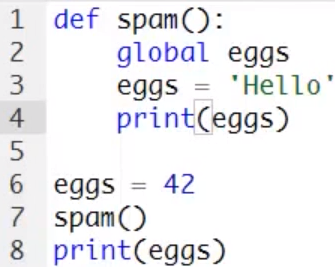 1 def spam():
2     global eggs
3     eggs = 'Hello'
4     print(eggs)
5
6 eggs = 42
7 spam()
8 print(eggs)